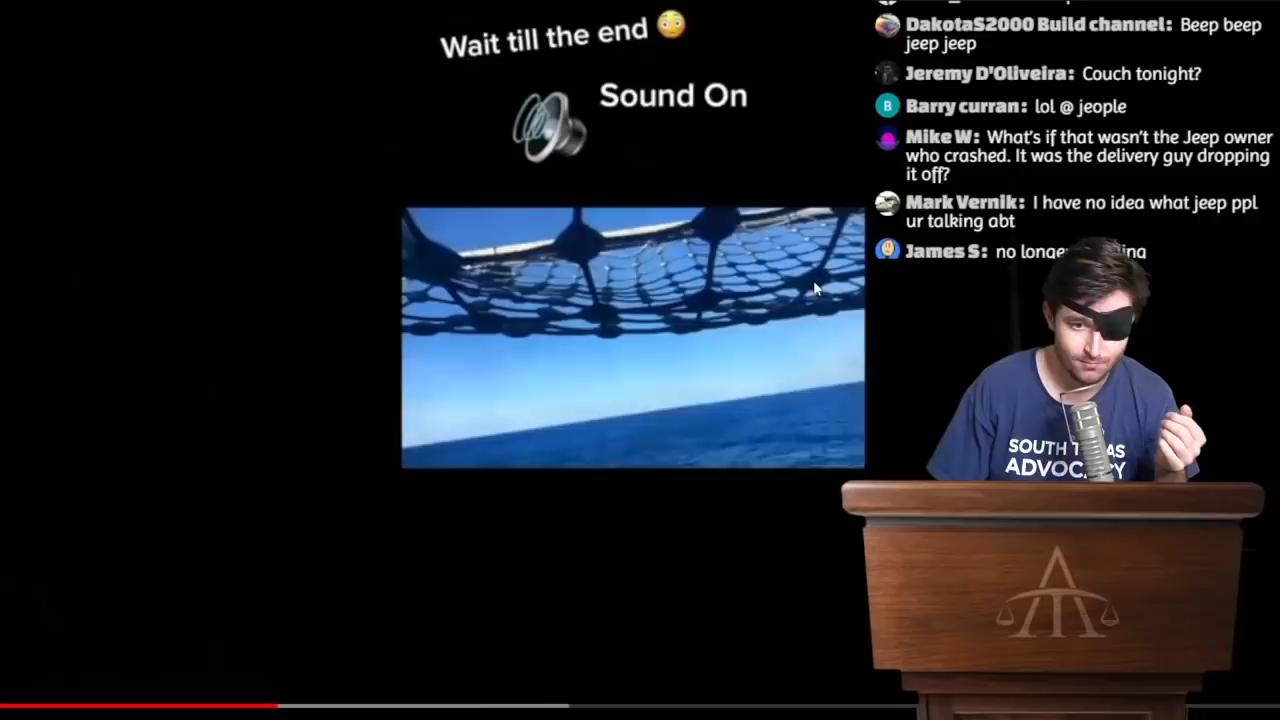 Wait till the end 😳
Sound On
DakotaS2000 Build channel: Beep beep
jeep jeep
Jeremy D'Oliveira: Couch tonight?
B
Barry curran: lol @ jeople
Mike W: What's if that wasn't the Jeep owner
who crashed. It was the delivery guy dropping
it off?
Mark Vernik: I have no idea what jeep ppl
ur talking abt
James S: no
SOUTH
ADVOCACY